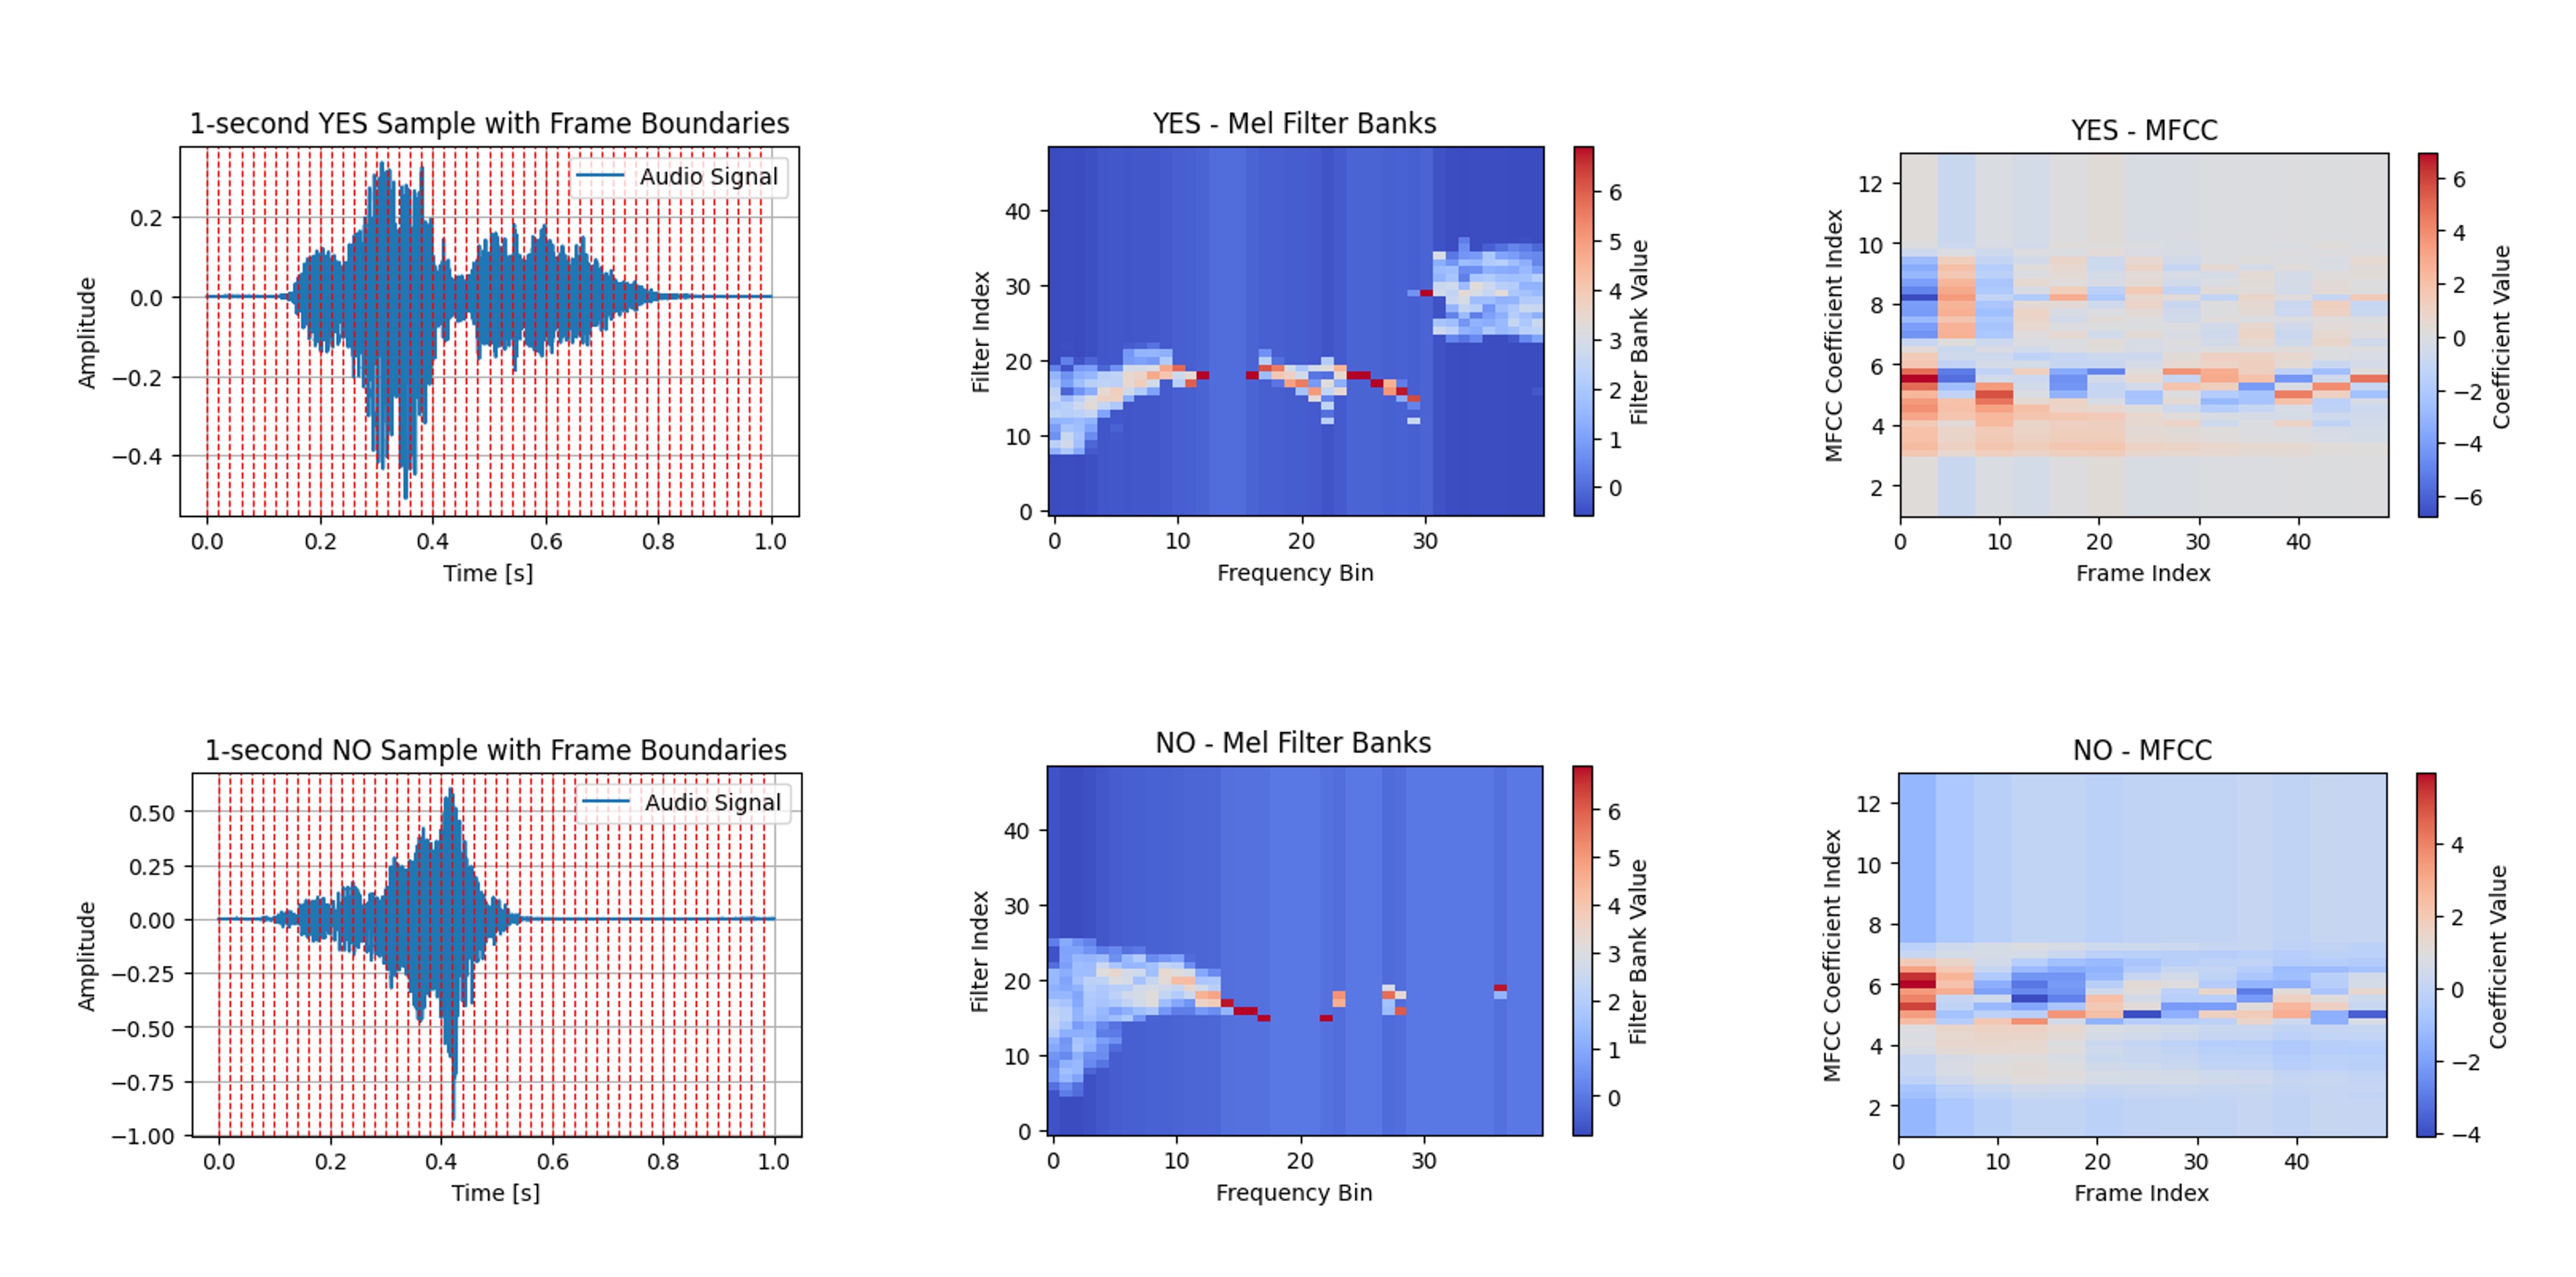 1-second YES Sample with Frame Boundaries
Audio Signal
0.2
0.0
−0.2
−0.4
Amplitude
0.0 0.2 0.4 0.6 0.8 1.0
Time [s]
YES - Mel Filter Banks
40
30
20
10
0
Filter Index
0 10 20 30
Frequency Bin
6
5
4
3
2
1
0
Filter Bank Value
YES - MFCC
12
10
8
6
4
2
MFCC Coefficient Index
0 10 20 30 40
Frame Index
6
4
2
0
−2
−4
−6
Coefficient Value
1-second NO Sample with Frame Boundaries
Audio Signal
0.50
0.25
0.00
−0.25
−0.50
−0.75
−1.00
Amplitude
0.0 0.2 0.4 0.6 0.8 1.0
Time [s]
NO - Mel Filter Banks
40
30
20
10
0
Filter Index
0 10 20 30
Frequency Bin
6
5
4
3
2
1
0
Filter Bank Value
NO - MFCC
12
10
8
6
4
2
MFCC Coefficient Index
0 10 20 30 40
Frame Index
4
2
0
−2
−4
Coefficient Value